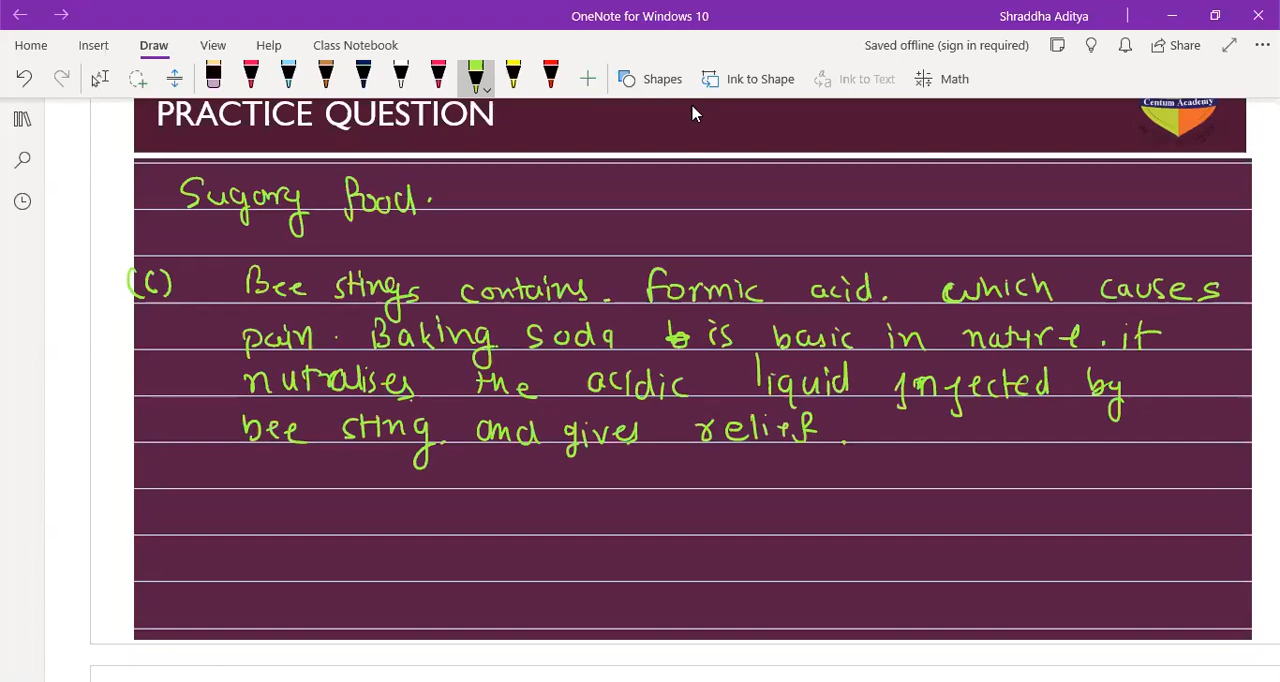 OneNote for Windows 10
Shraddha Aditya
Home Insert Draw View Help Class Notebook
Saved offline (sign in required) Share
Shapes Ink to Shape Ink to Text Math
PRACTICE QUESTION
Centum Academy
Sugary food.
(C) Bee stings contains formic acid. which causes
pain. Baking soda is basic in nature. it
nutralises the acidic liquid injected by
bee sting. and gives relief.